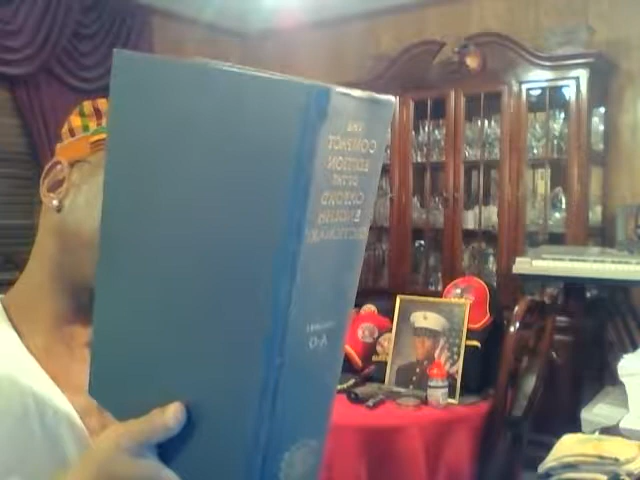 THE
COMPACT
EDITION
OF THE
OXFORD
ENGLISH
DICTIONARY
A-O